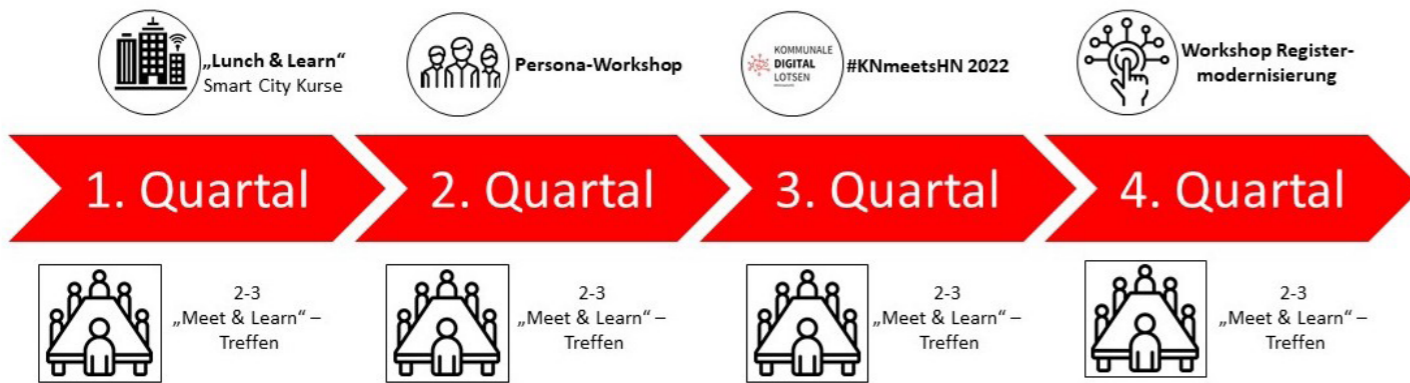 „Lunch & Learn“
Smart City Kurse
Persona-Workshop
KOMMUNALE
DIGITAL
LOTSEN
#KNmeetsHN 2022
Workshop Register-
modernisierung
1. Quartal
2. Quartal
3. Quartal
4. Quartal
2-3
„Meet & Learn“ –
Treffen
2-3
„Meet & Learn“ –
Treffen
2-3
„Meet & Learn“ –
Treffen
2-3
„Meet & Learn“ –
Treffen